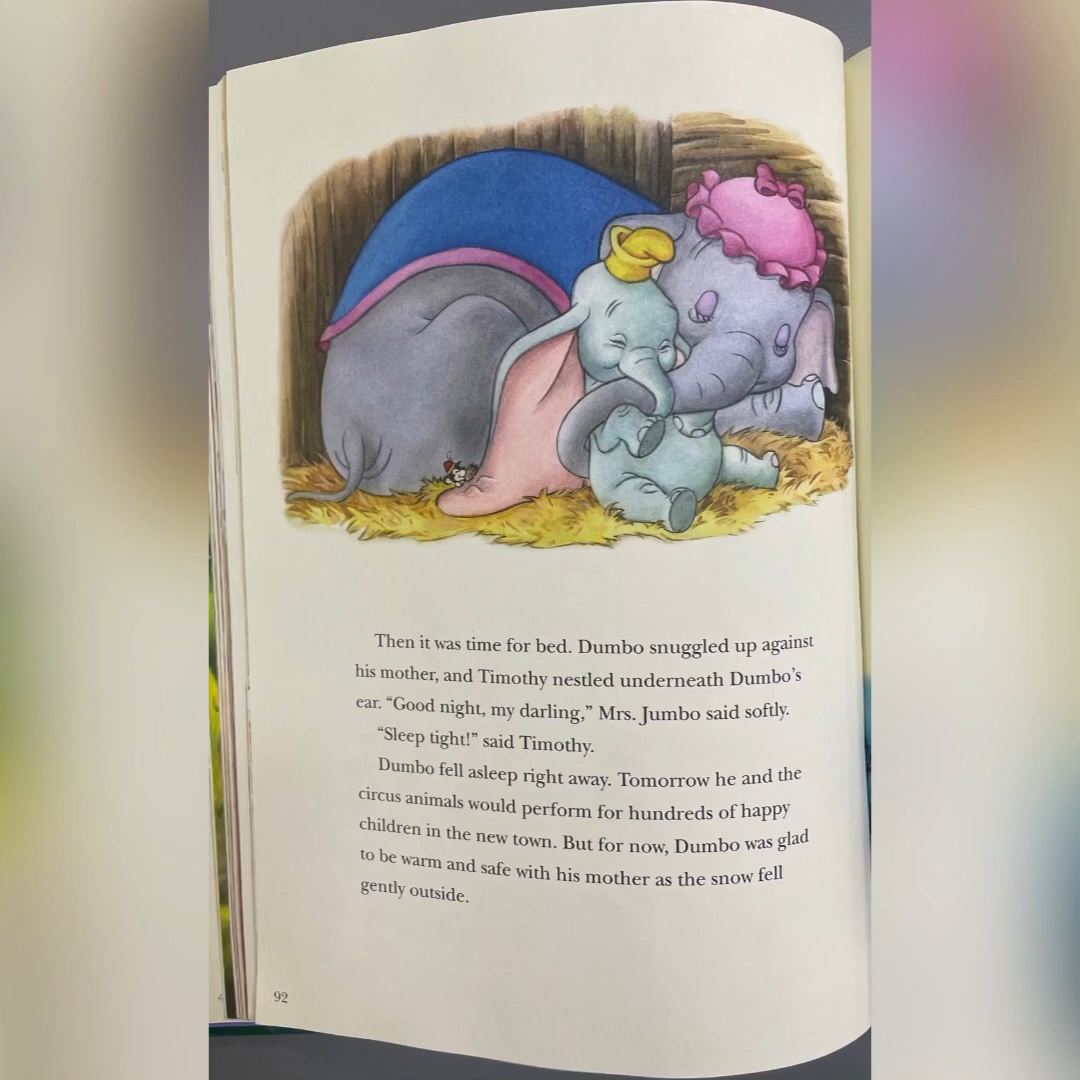 Then it was time for bed. Dumbo snuggled up against
his mother, and Timothy nestled underneath Dumbo’s
ear. “Good night, my darling,” Mrs. Jumbo said softly.
“Sleep tight!” said Timothy.
Dumbo fell asleep right away. Tomorrow he and the
circus animals would perform for hundreds of happy
children in the new town. But for now, Dumbo was glad
to be warm and safe with his mother as the snow fell
gently outside.
92